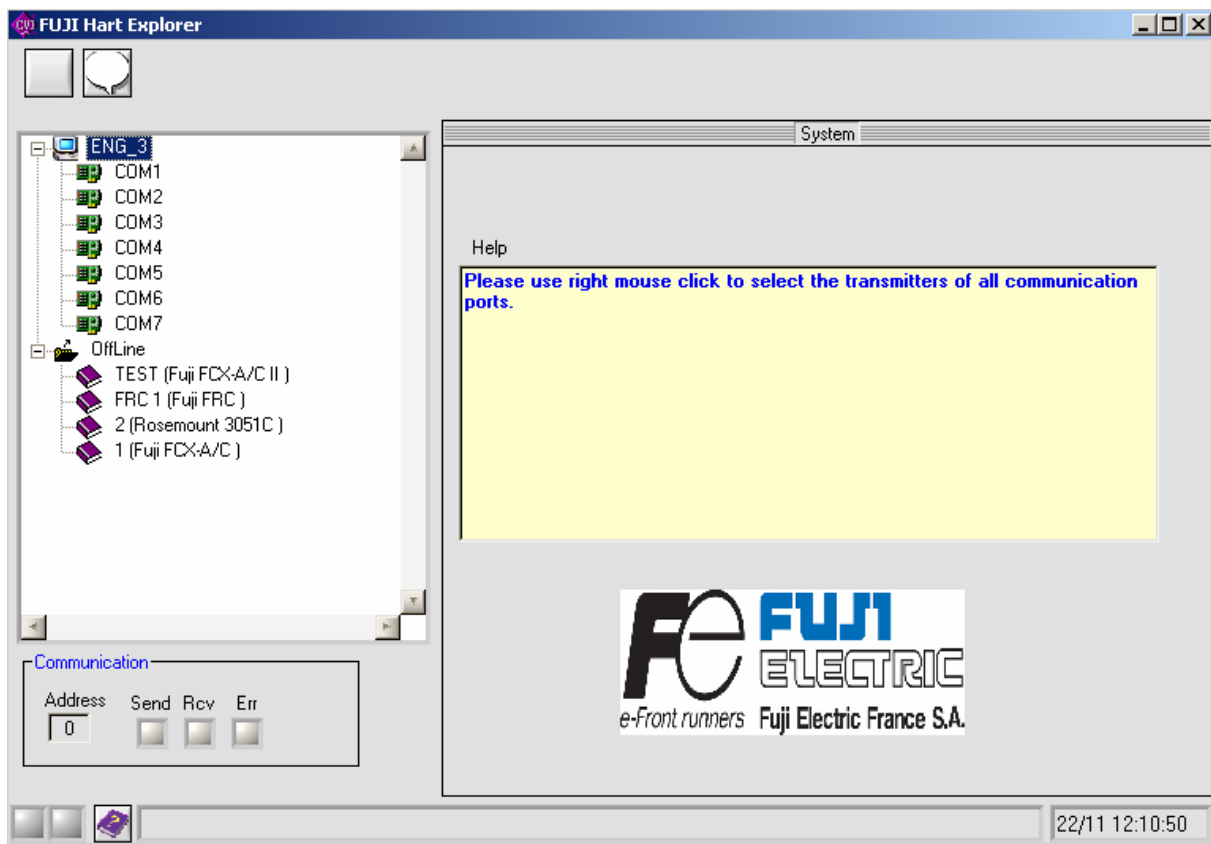 CVI FUJI Hart Explorer
ENG_3
COM1
COM2
COM3
COM4
COM5
COM6
COM7
OffLine
TEST (Fuji FCX-A/C II )
FRC 1 (Fuji FRC )
2 (Rosemount 3051C )
1 (Fuji FCX-A/C )
Communication
Address
Send Rcv Err
0
System
Help
Please use right mouse click to select the transmitters of all communication
ports.
Fe FUJI
ELECTRIC
e-Front runners Fuji Electric France S.A.
?
22/11 12:10:50